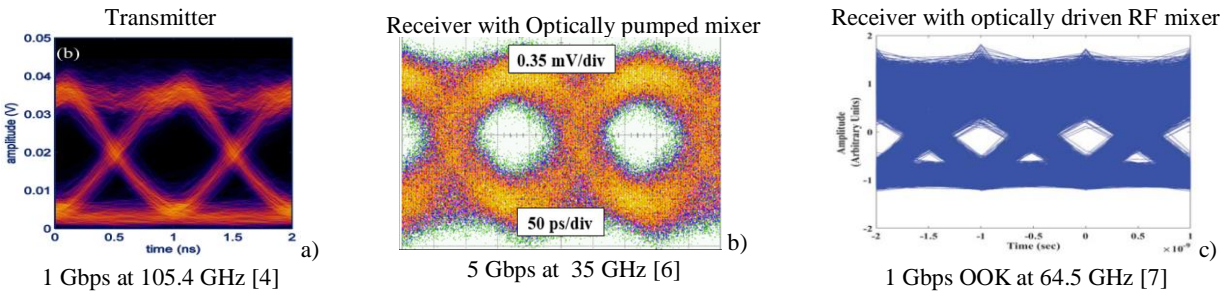 Transmitter
0.05
(b)
0.04
0.03
0.02
0.01
0
amplitude (V)
0 0.5 1 1.5 2
time (ns)
a)
1 Gbps at 105.4 GHz [4]
Receiver with Optically pumped mixer
0.35 mV/div
50 ps/div
b)
5 Gbps at 35 GHz [6]
Receiver with optically driven RF mixer
2
1
0
-1
-2
Amplitude
(Arbitrary Units)
-2 -1 -0.5 0 0.5 1
Time (sec)
× 10⁻⁹
c)
1 Gbps OOK at 64.5 GHz [7]